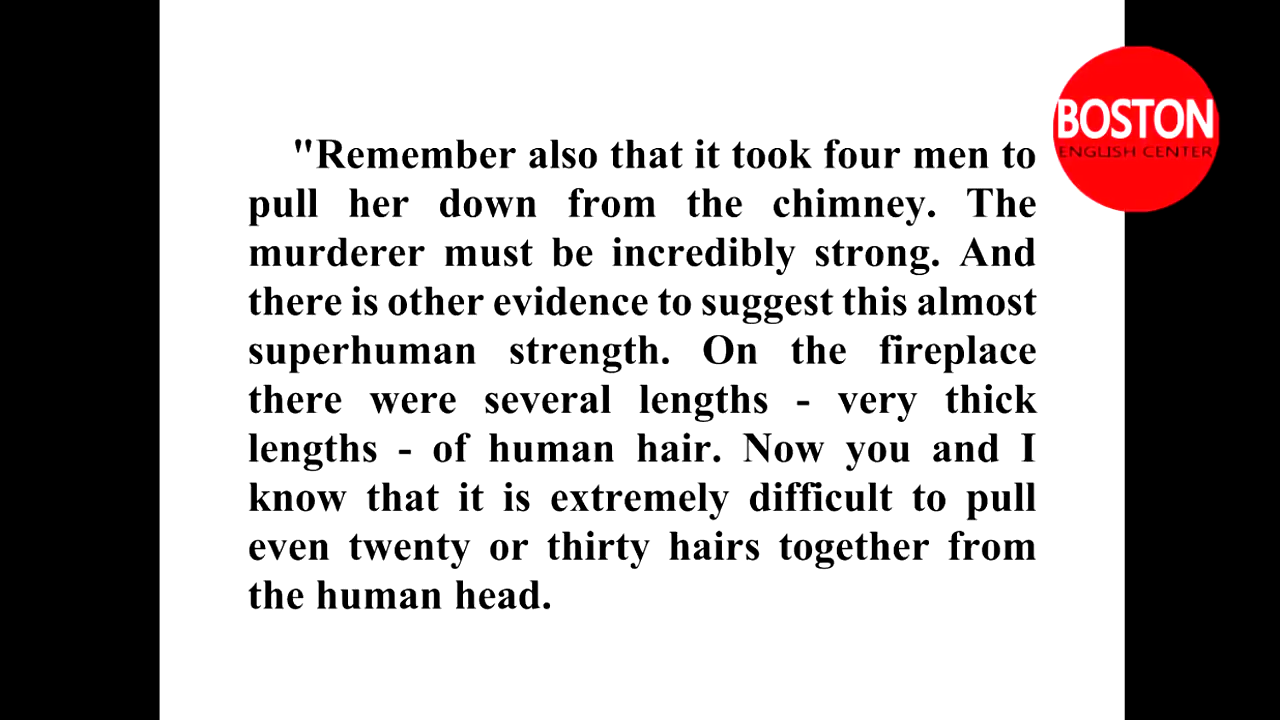 "Remember also that it took four men to
pull her down from the chimney. The
murderer must be incredibly strong. And
there is other evidence to suggest this almost
superhuman strength. On the fireplace
there were several lengths - very thick
lengths - of human hair. Now you and I
know that it is extremely difficult to pull
even twenty or thirty hairs together from
the human head.
BOSTON
ENGLISH CENTER